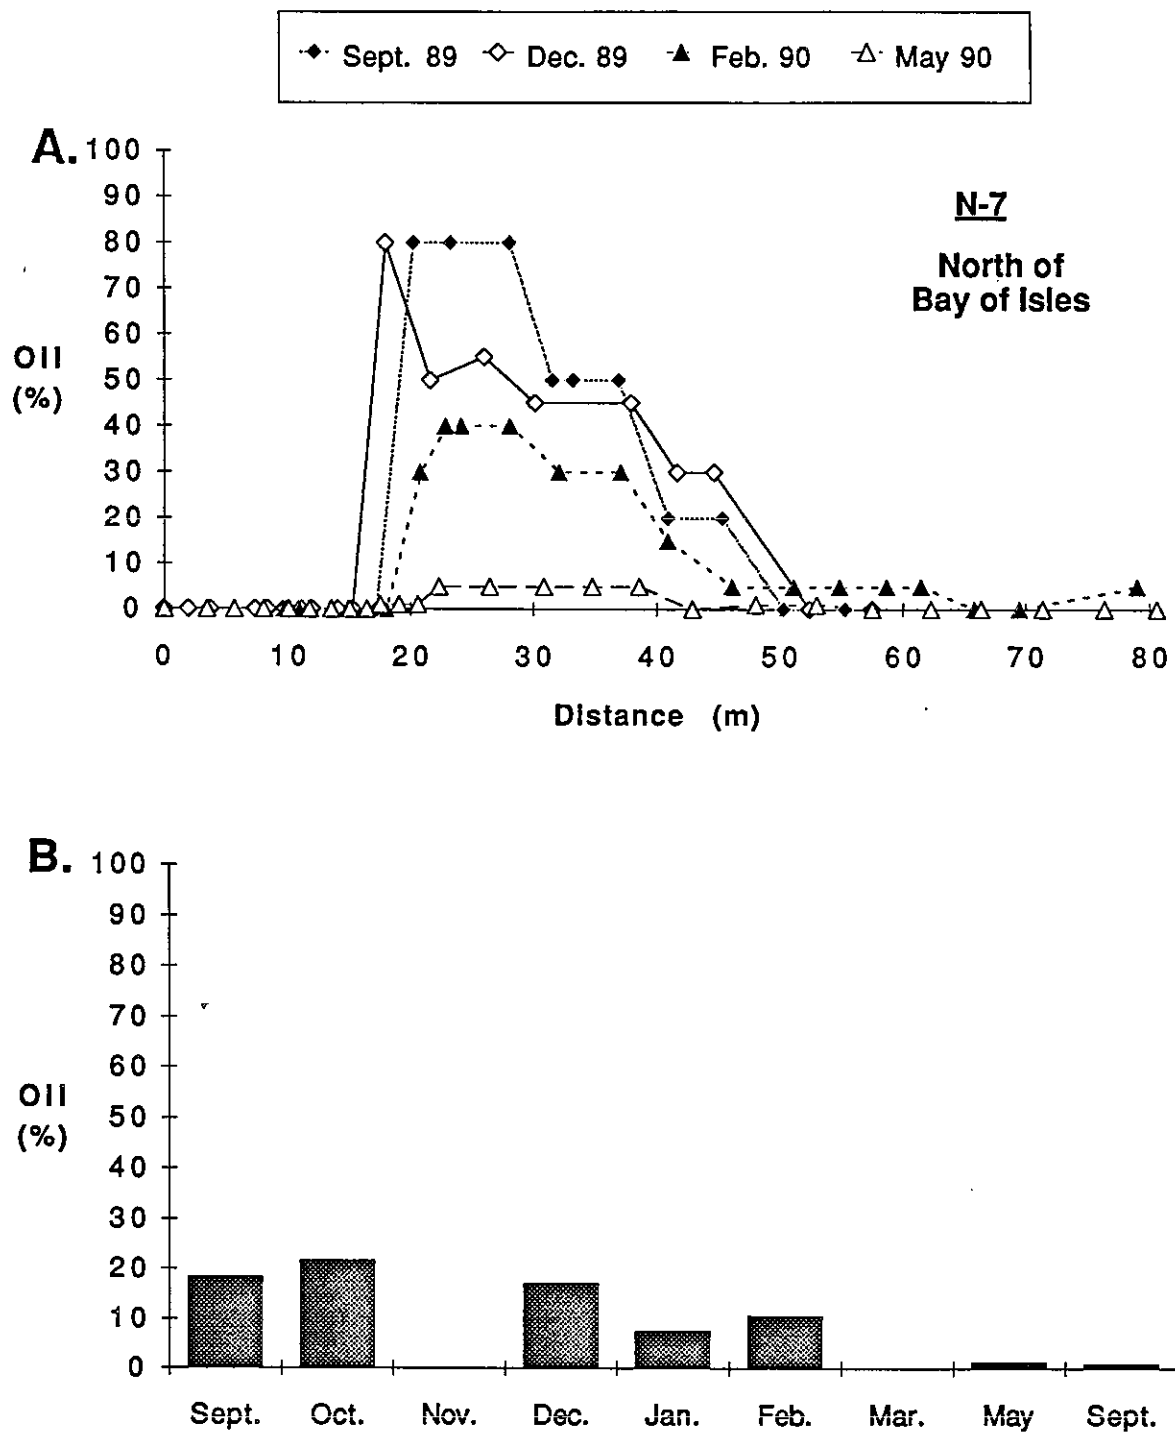 Sept. 89 Dec. 89 Feb. 90 May 90
A.
100
90
80
70
60
50
40
30
20
10
0
Oil
(%)
N-7
North of
Bay of Isles
0 10 20 30 40 50 60 70 80
Distance (m)
B.
100
90
80
70
60
50
40
30
20
10
0
Oil
(%)
Sept. Oct. Nov. Dec. Jan. Feb. Mar. May Sept.